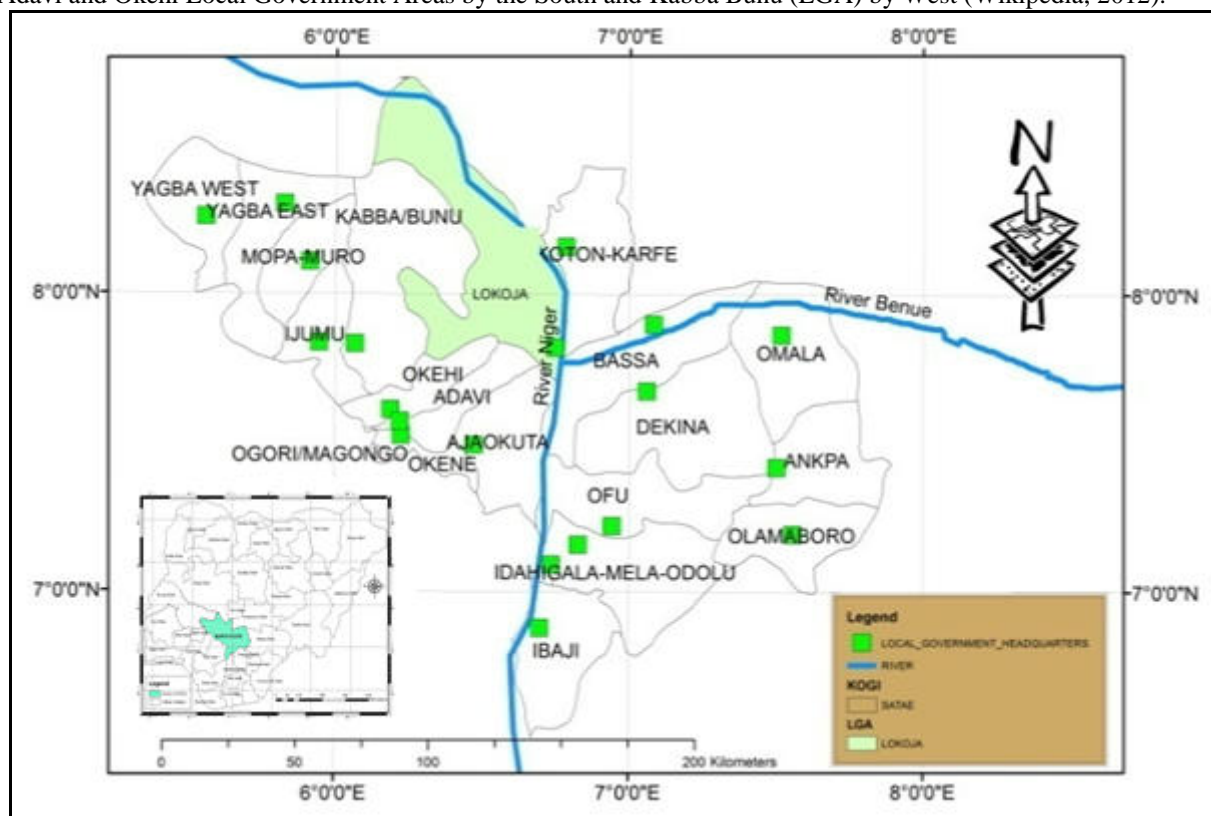 Adavi and Okehi Local Government Areas by the South and Kabba Bunu (LGA) by West (Wikipedia, 2012).
6°0'0"E 7°0'0"E 8°0'0"E
N
YAGBA WEST
YAGBA EAST
KABBA/BUNU
MOPA-MURO
KOTON-KARFE
8°0'0"N
LOKOJA
8°0'0"N
River Benue
River Niger
IJUMU
BASSA
OMALA
OKEHI
ADAVI
DEKINA
OGORI/MAGONGO
OKENE
AJAOKUTA
ANKPA
OFU
OLAMABORO
IDAHIGALA-MELA-ODOLU
7°0'0"N
7°0'0"N
IBAJI
Legend
LOCAL_GOVERNMENT_HEADQUARTERS
RIVER
KOGI
SATAE
LGA
LOKOJA
Legend
0 50 100 200 Kilometers
6°0'0"E 7°0'0"E 8°0'0"E